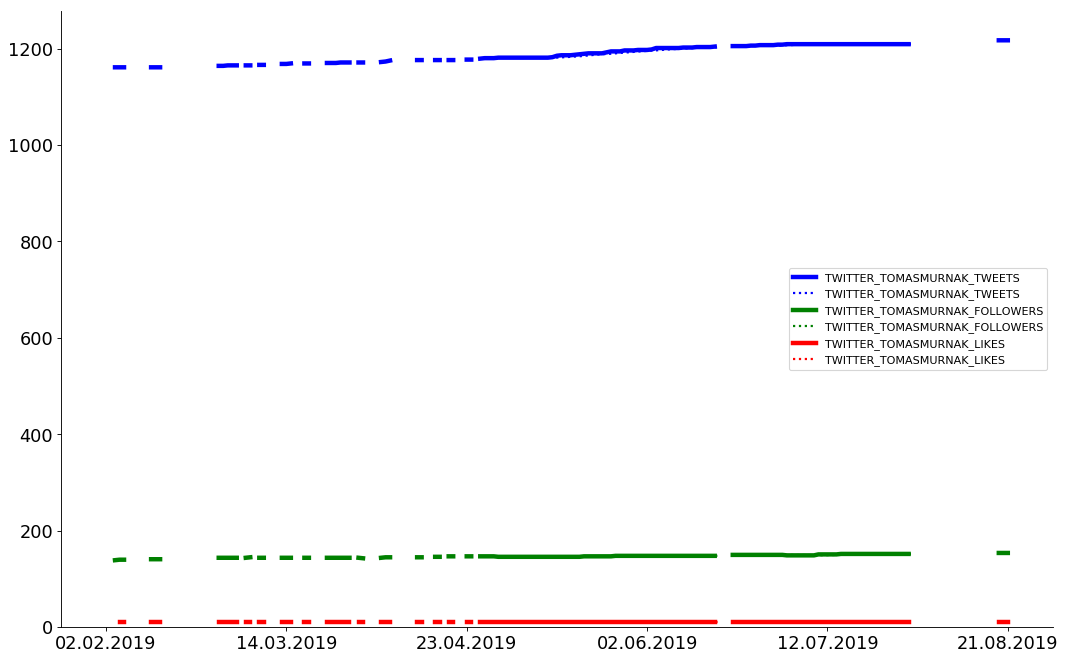 1200
1000
800
600
400
200
0
TWITTER_TOMASMURNAK_TWEETS
TWITTER_TOMASMURNAK_TWEETS
TWITTER_TOMASMURNAK_FOLLOWERS
TWITTER_TOMASMURNAK_FOLLOWERS
TWITTER_TOMASMURNAK_LIKES
TWITTER_TOMASMURNAK_LIKES
02.02.2019 14.03.2019 23.04.2019 02.06.2019 12.07.2019 21.08.2019